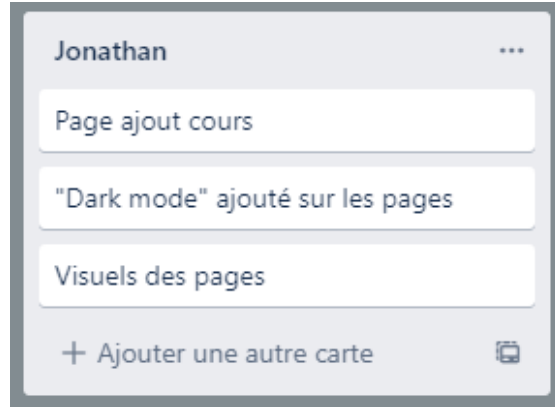 Jonathan
Page ajout cours
"Dark mode" ajouté sur les pages
Visuels des pages
+ Ajouter une autre carte